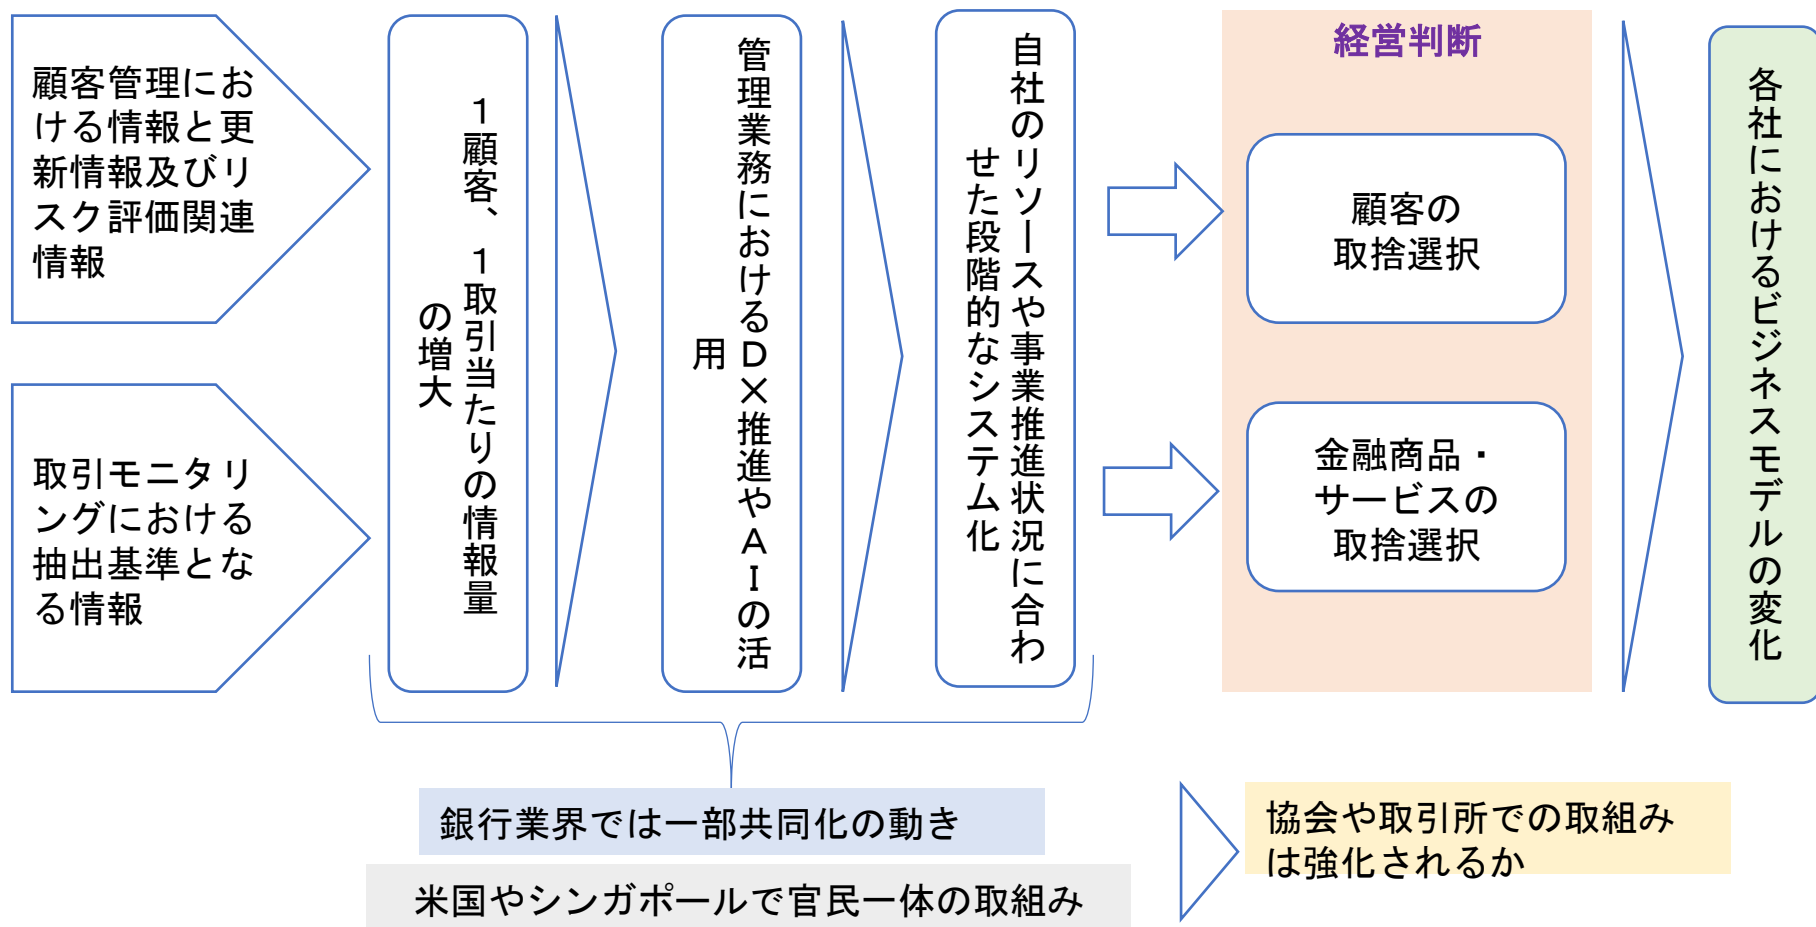 顧客管理にお
ける情報と更
新情報及びリ
スク評価関連
情報
取引モニタリ
ングにおける
抽出基準とな
る情報
１顧客、１取引当たりの情報量
の増大
管理業務におけるＤＸ推進やＡＩの活
用
自社のリソースや事業推進状況に合わ
せた段階的なシステム化
経営判断
顧客の
取捨選択
金融商品・
サービスの
取捨選択
各社におけるビジネスモデルの変化
銀行業界では一部共同化の動き
米国やシンガポールで官民一体の取組み
協会や取引所での取組み
は強化されるか